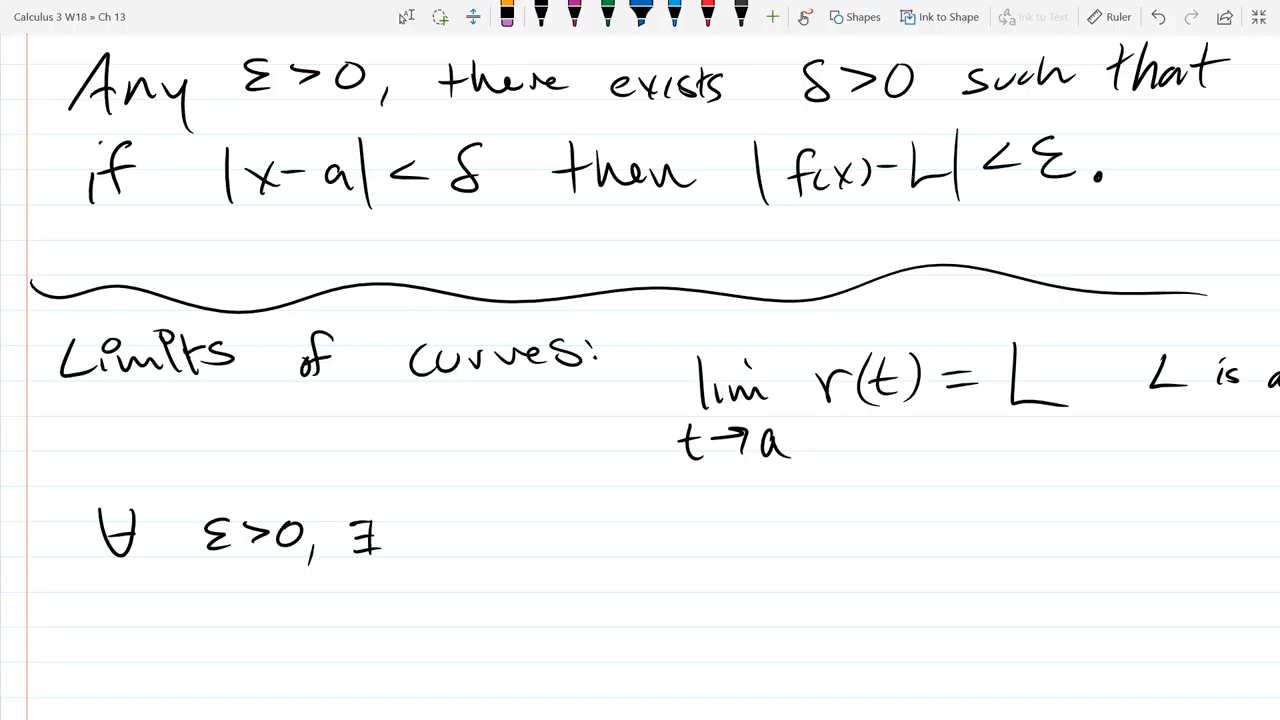 Calculus 3 W18 » Ch 13
Shapes
Ink to Shape
Ink to Text
Ruler
Any ε>0, there exists δ>0 such that
if |x-a|<δ then |f(x)-L|<ε.
Limits of curves:
lim r(t) = L L is a
t→a
∀ ε>0, ∃